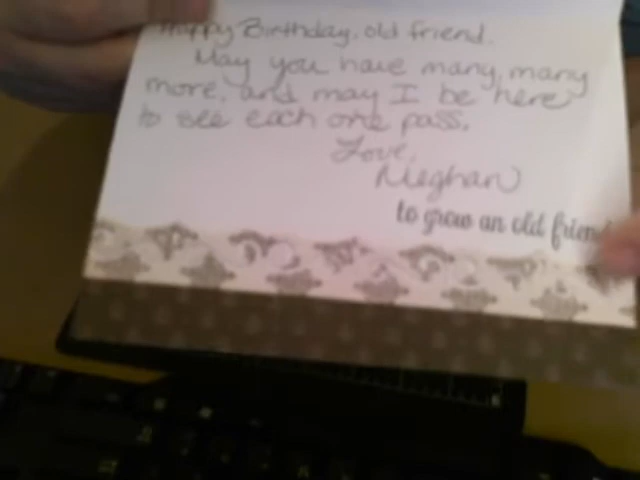 Happy Birthday, old friend.
May you have many, many
more, and may I be here
to see each one pass.
Love,
Meghan
to grow an old friend